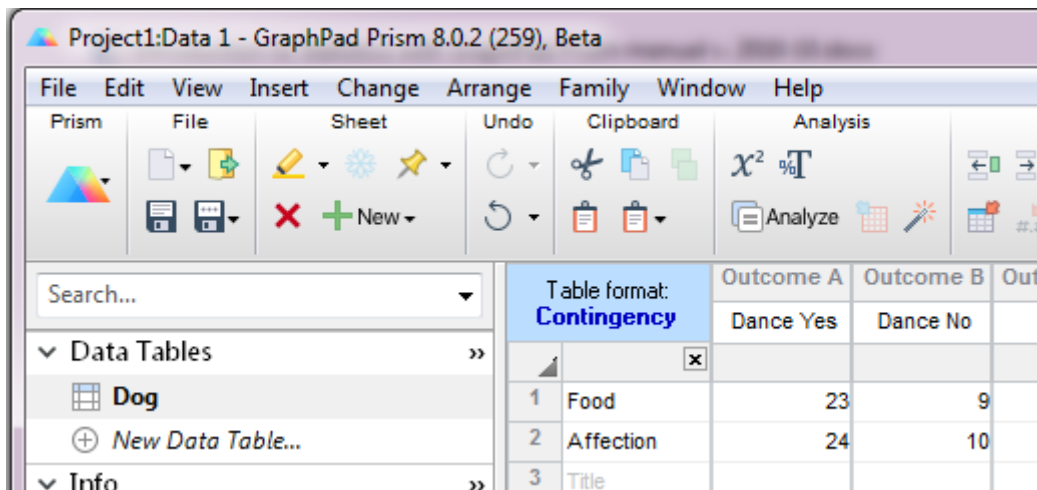 Project1:Data 1 - GraphPad Prism 8.0.2 (259), Beta
File Edit View Insert Change Arrange Family Window Help
Prism File Sheet Undo Clipboard Analysis
χ² %T
New
Analyze
Search...
Table format:
Contingency
Outcome A Outcome B Out
Dance Yes Dance No
Data Tables
Dog
New Data Table...
Info
1 Food 23 9
2 Affection 24 10
3 Title